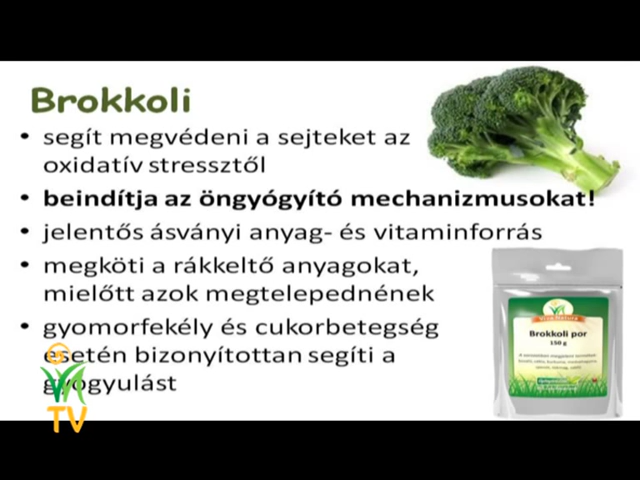 Brokkoli
• segít megvédeni a sejteket az
oxidatív stressztől
• beindítja az öngyógyító mechanizmusokat!
• jelentős ásványi anyag- és vitaminforrás
• megköti a rákkeltő anyagokat,
mielőtt azok megtelepednének
• gyomorfekély és cukorbetegség
esetén bizonyítottan segíti a
gyógyulást
Brokkoli por
150 g
G
TV